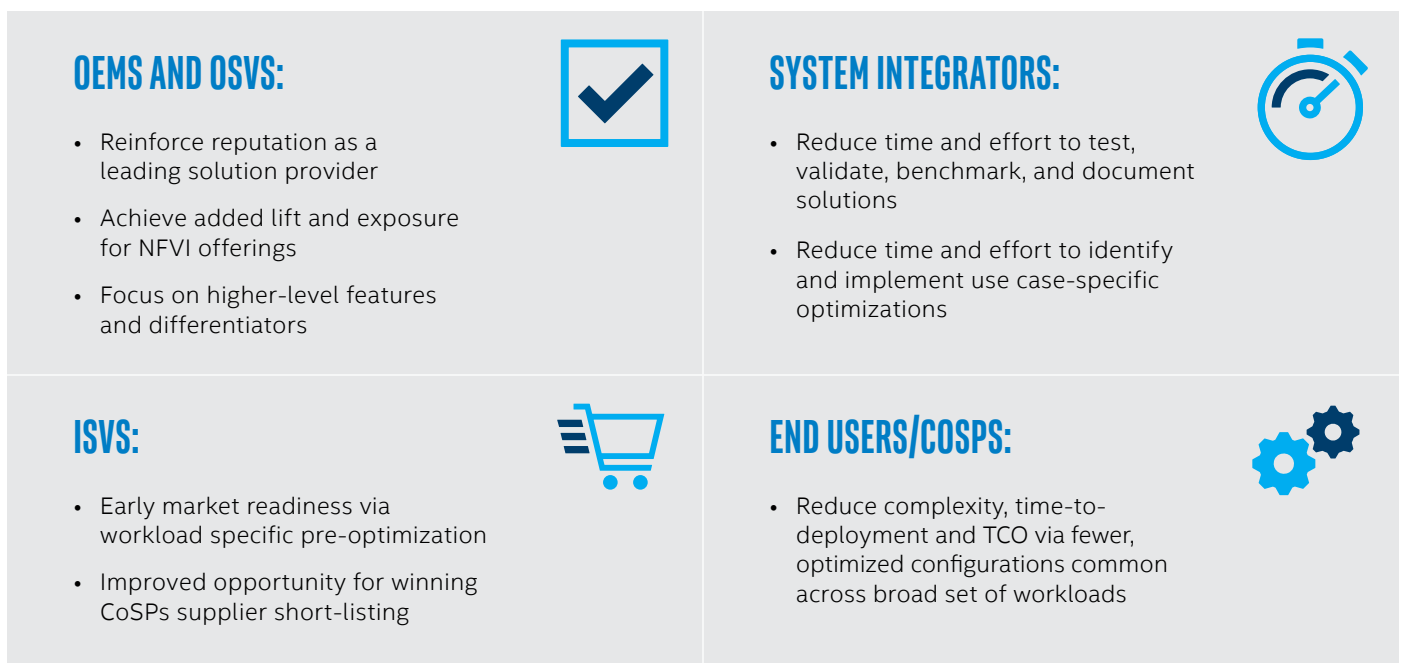 OEMS AND OSVS:
• Reinforce reputation as a
leading solution provider
• Achieve added lift and exposure
for NFVI offerings
• Focus on higher-level features
and differentiators
SYSTEM INTEGRATORS:
• Reduce time and effort to test,
validate, benchmark, and document
solutions
• Reduce time and effort to identify
and implement use case-specific
optimizations
ISVS:
• Early market readiness via
workload specific pre-optimization
• Improved opportunity for winning
CoSPs supplier short-listing
END USERS/COSPS:
• Reduce complexity, time-to-
deployment and TCO via fewer,
optimized configurations common
across broad set of workloads